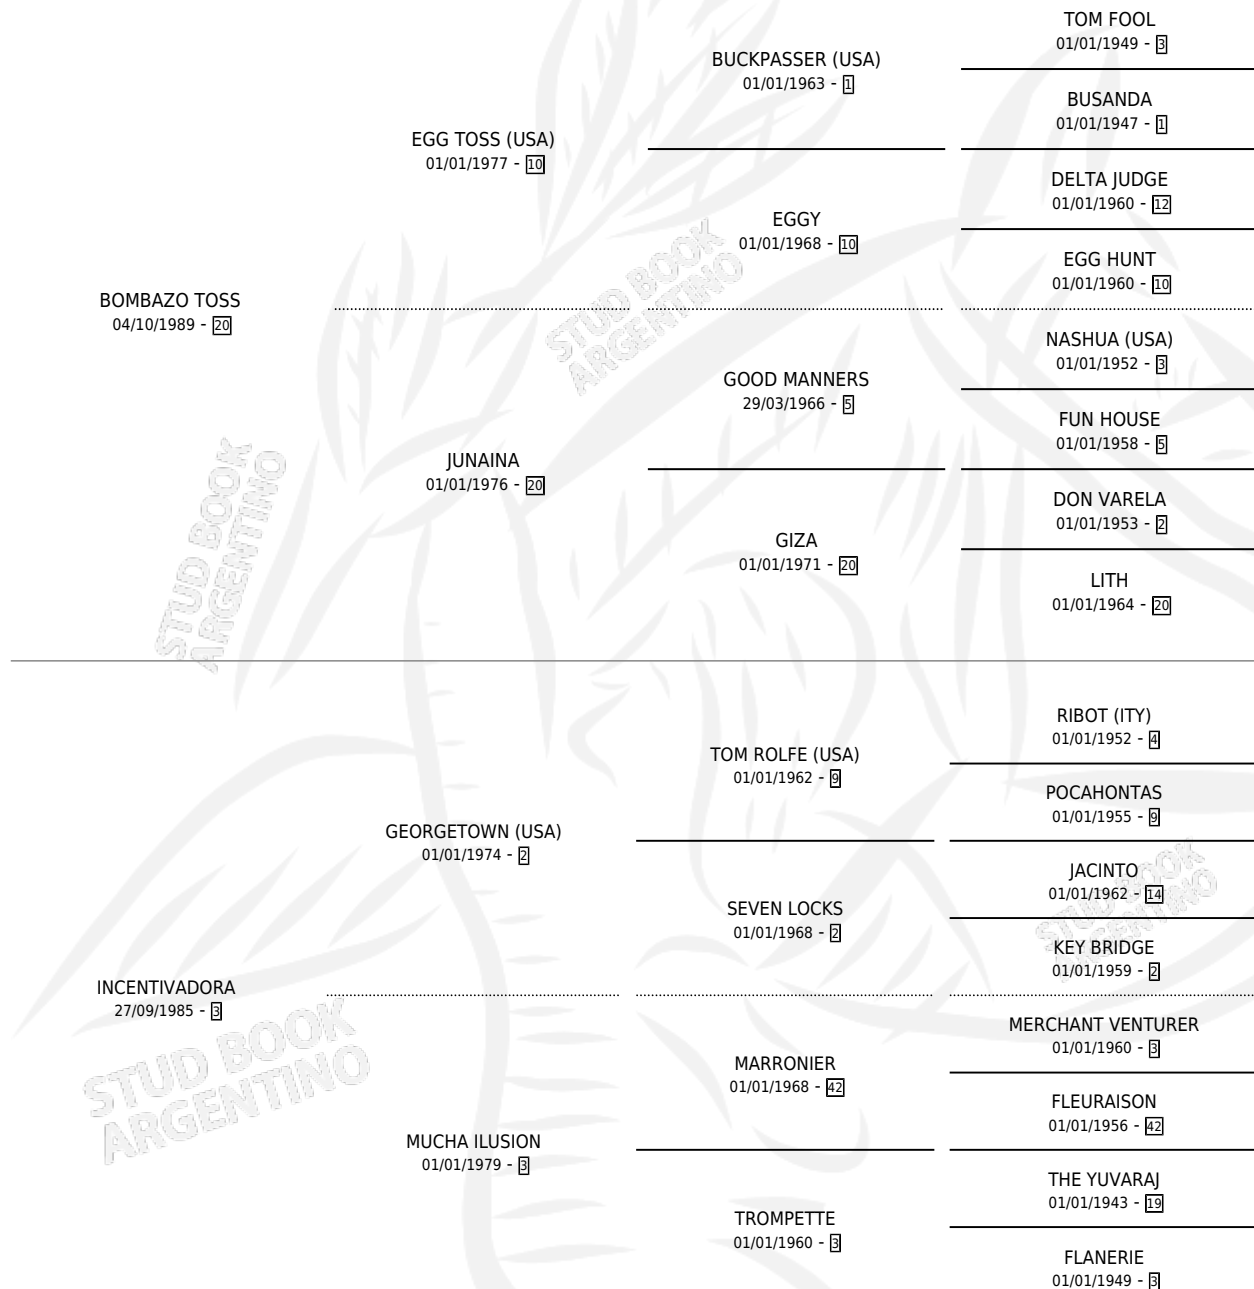 TOM FOOL
01/01/1949 - 3
BUCKPASSER (USA)
01/01/1963 - 1
BUSANDA
01/01/1947 - 1
EGG TOSS (USA)
01/01/1977 - 10
DELTA JUDGE
01/01/1960 - 12
EGGY
01/01/1968 - 10
EGG HUNT
01/01/1960 - 10
BOMBAZO TOSS
04/10/1989 - 20
STUD BOOK
ARGENTINO
NASHUA (USA)
01/01/1952 - 3
GOOD MANNERS
29/03/1966 - 5
FUN HOUSE
01/01/1958 - 5
JUNAINA
01/01/1976 - 20
DON VARELA
01/01/1953 - 2
GIZA
01/01/1971 - 20
LITH
01/01/1964 - 20
STUD BOOK
ARGENTINO
RIBOT (ITY)
01/01/1952 - 4
TOM ROLFE (USA)
01/01/1962 - 9
POCAHONTAS
01/01/1955 - 9
GEORGETOWN (USA)
01/01/1974 - 2
JACINTO
01/01/1962 - 14
SEVEN LOCKS
01/01/1968 - 2
STUD BOOK
ARGENTINO
KEY BRIDGE
01/01/1959 - 2
INCENTIVADORA
27/09/1985 - 3
STUD BOOK
ARGENTINO
MERCHANT VENTURER
01/01/1960 - 3
MARRONIER
01/01/1968 - 42
FLEURAISON
01/01/1956 - 42
MUCHA ILUSION
01/01/1979 - 3
THE YUVARAJ
01/01/1943 - 19
TROMPETTE
01/01/1960 - 3
FLANERIE
01/01/1949 - 3